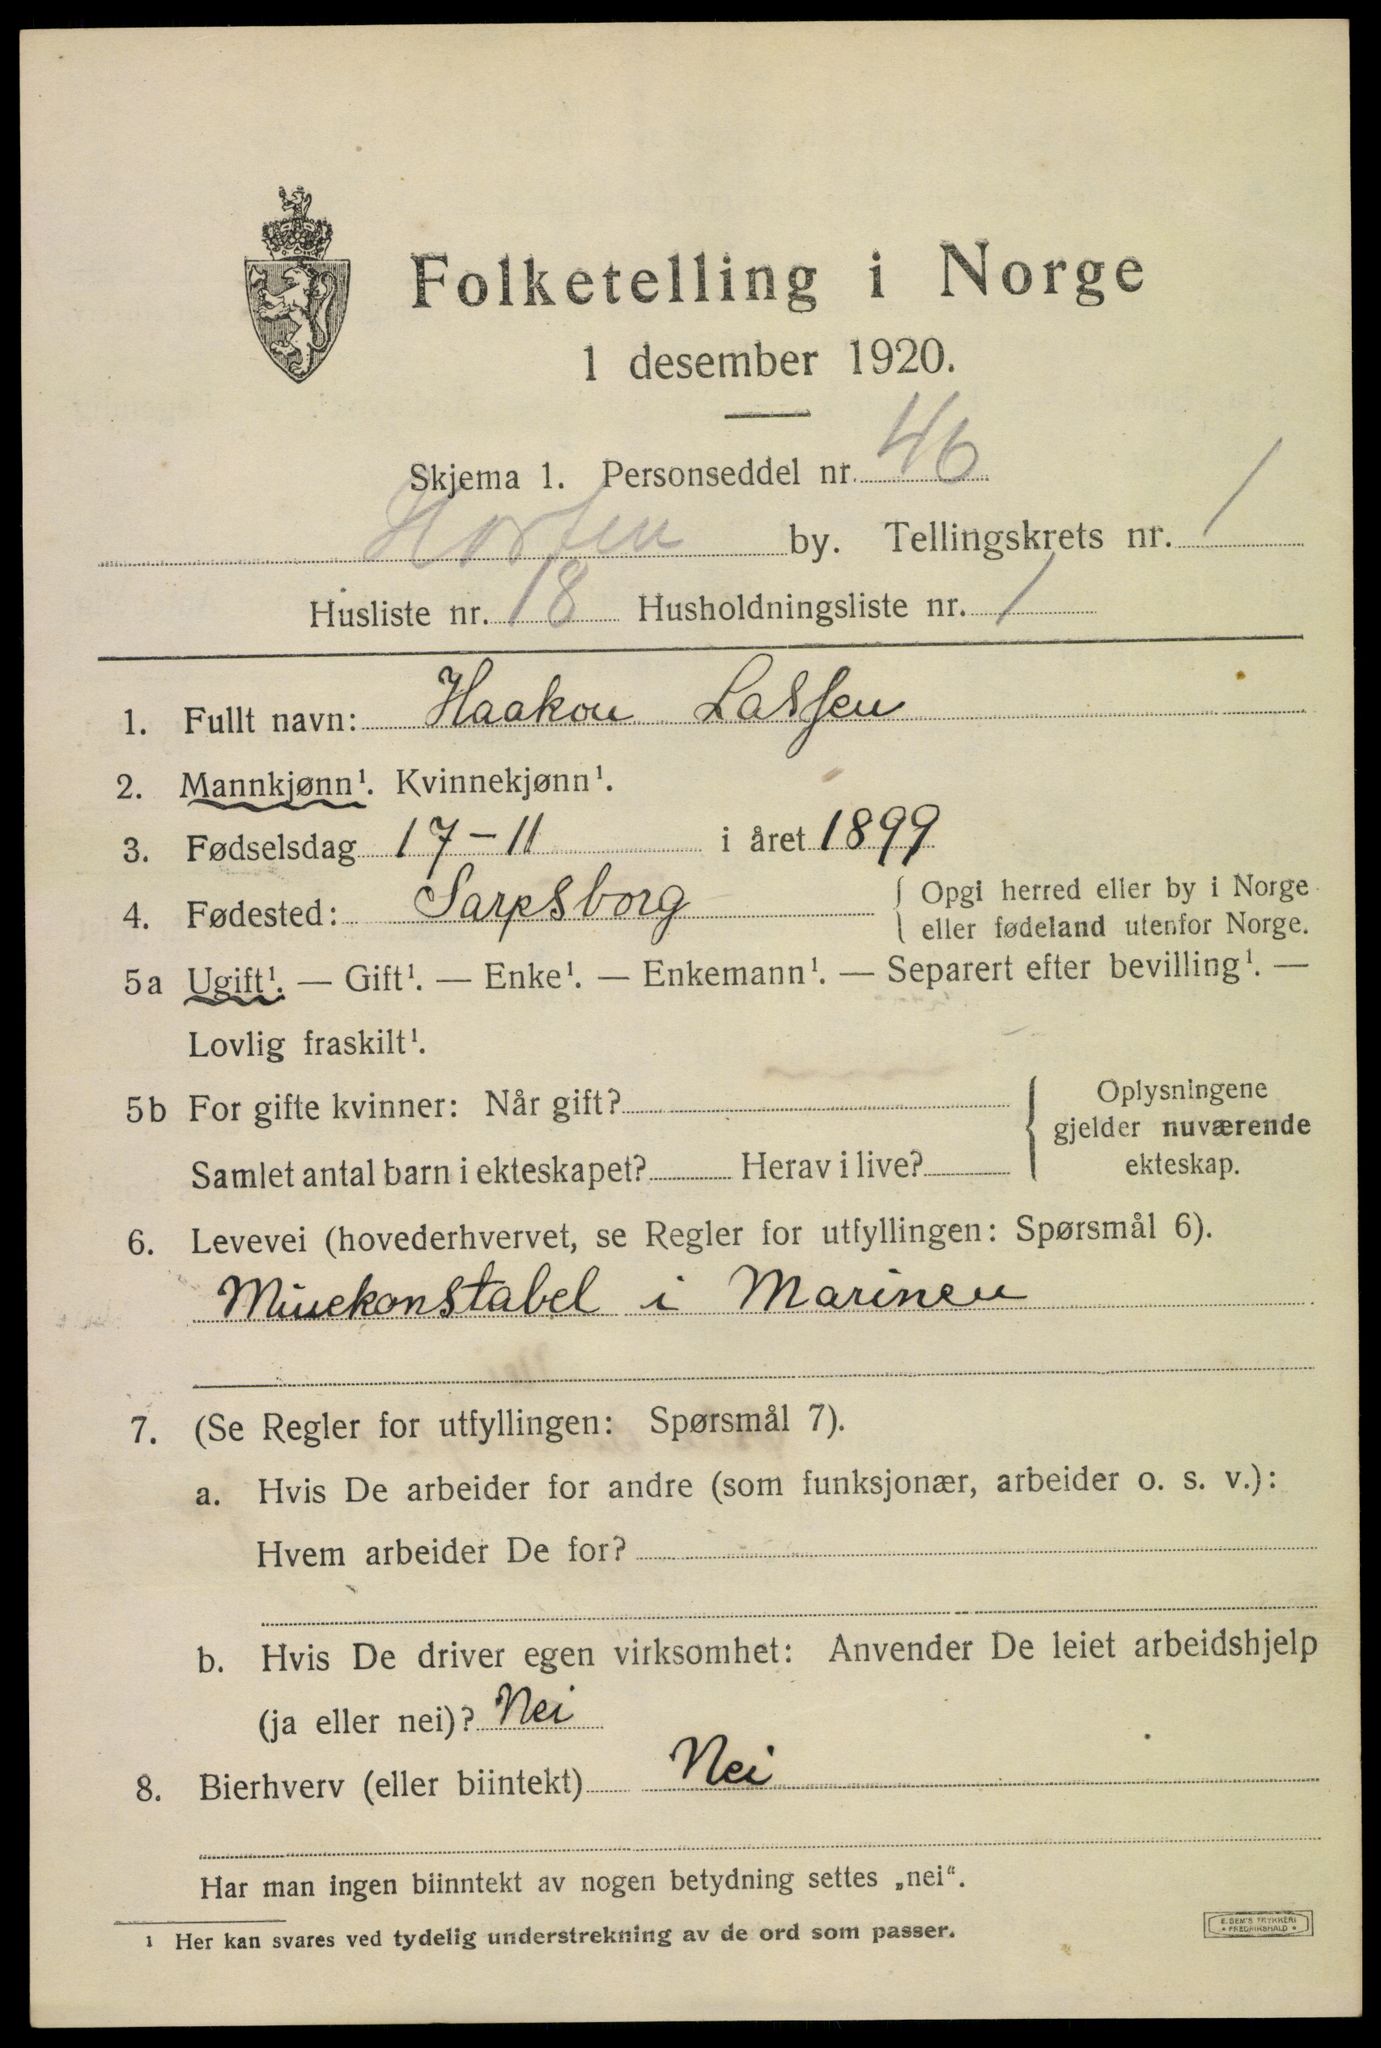 Folketelling i Norge
1 desember 1920.
Skjema 1. Personseddel nr. 46
Horten by. Tellingskrets nr. 1
Husliste nr. 18 Husholdningsliste nr. 1
1. Fullt navn: Haakon Lassen
2. Mannkjønn¹. Kvinnekjønn¹.
3. Fødselsdag 17-11 i året 1899
4. Fødested: Sarpsborg { Opgi herred eller by i Norge
eller fødeland utenfor Norge.
5a Ugift¹. — Gift¹. — Enke¹. — Enkemann¹. — Separert efter bevilling¹. —
Lovlig fraskilt¹.
5b For gifte kvinner: Når gift? { Oplysningene
gjelder nuværende
Samlet antal barn i ekteskapet? Herav i live? ekteskap.
6. Levevei (hovederhvervet, se Regler for utfyllingen: Spørsmål 6).
Minekonstabel i Marinen
7. (Se Regler for utfyllingen: Spørsmål 7).
a. Hvis De arbeider for andre (som funksjonær, arbeider o. s. v.):
Hvem arbeider De for?
b. Hvis De driver egen virksomhet: Anvender De leiet arbeidshjelp
(ja eller nei)? Nei
8. Bierhverv (eller biintekt) Nei
Har man ingen biinntekt av nogen betydning settes „nei“.
¹ Her kan svares ved tydelig understrekning av de ord som passer.
E. SEM'S TRYKKERI
• FREDRIKSHALD •